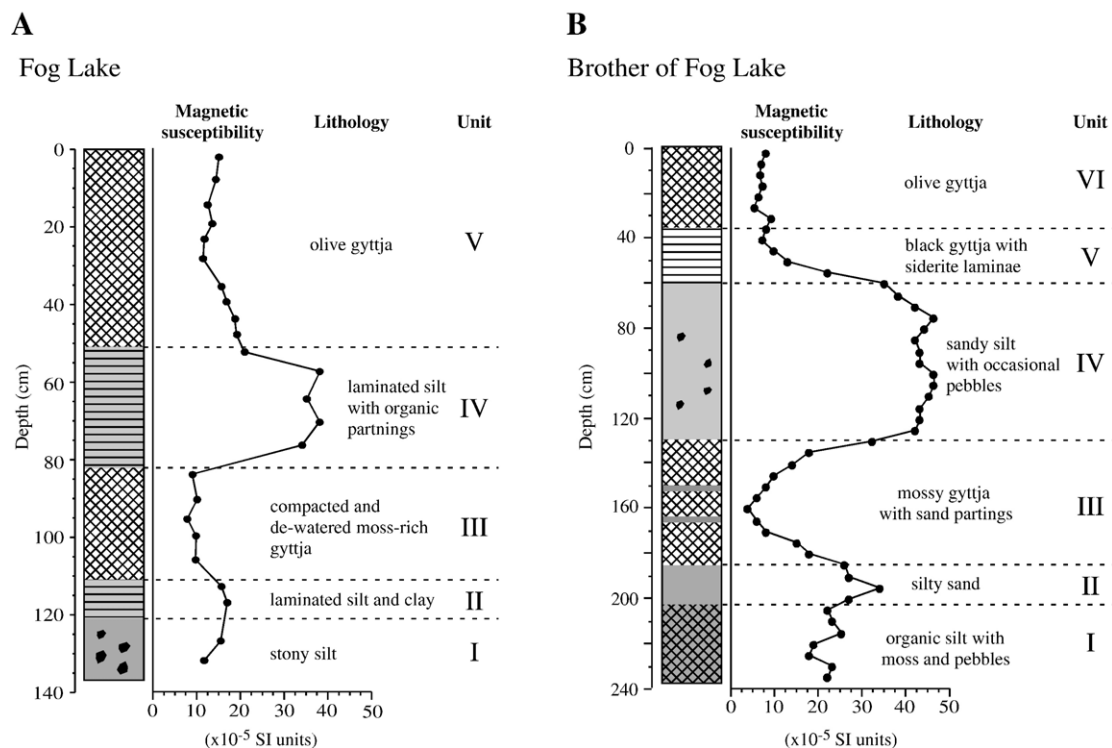 A
Fog Lake
Magnetic
susceptibility
Lithology
Unit
0
20
40
60
80
100
120
140
Depth (cm)
olive gyttja
V
laminated silt
with organic
partnings
IV
compacted and
de-watered moss-rich
gyttja
III
laminated silt and clay
II
stony silt
I
0 10 20 30 40 50
(x10⁻⁵ SI units)
B
Brother of Fog Lake
Magnetic
susceptibility
Lithology
Unit
0
40
80
120
160
200
240
Depth (cm)
olive gyttja
VI
black gyttja with
siderite laminae
V
sandy silt
with occasional
pebbles
IV
mossy gyttja
with sand partings
III
silty sand
II
organic silt with
moss and pebbles
I
0 10 20 30 40 50
(x10⁻⁵ SI units)